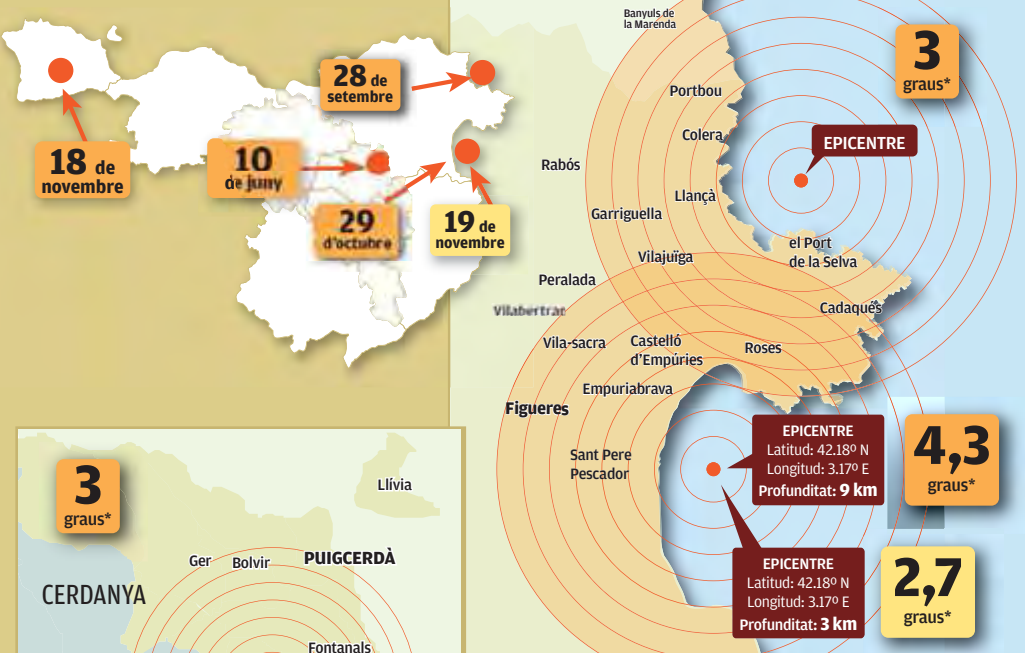 Banyuls de
la Marenda
3
graus*
28 de
setembre
Portbou
Colera
EPICENTRE
18 de
novembre
10
de juny
Rabós
Llançà
29
d'octubre
19 de
novembre
Garriguella
el Port
de la Selva
Vilajuïga
Peralada
Cadaqués
Vilabertran
Vila-sacra
Castelló
d'Empúries
Roses
Empuriabrava
Figueres
EPICENTRE
Latitud: 42.18º N
Longitud: 3.17º E
Profunditat: 9 km
4,3
graus*
Sant Pere
Pescador
3
graus*
Llívia
Ger
Bolvir
PUIGCERDÀ
CERDANYA
EPICENTRE
Latitud: 42.18º N
Longitud: 3.17º E
Profunditat: 3 km
2,7
graus*
Fontanals